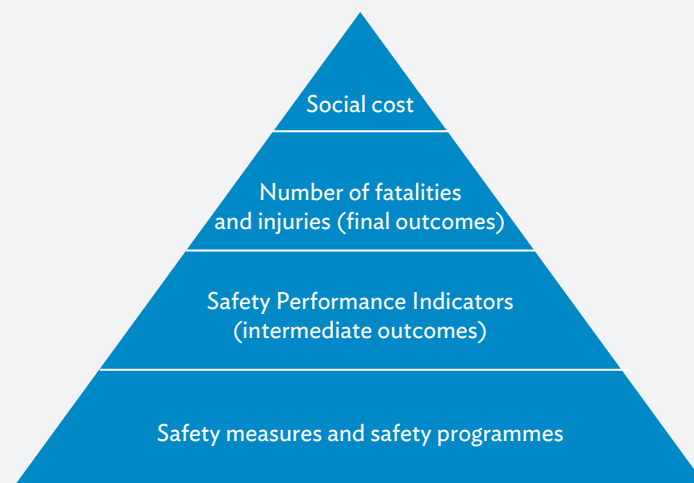 Social cost
Number of fatalities
and injuries (final outcomes)
Safety Performance Indicators
(intermediate outcomes)
Safety measures and safety programmes